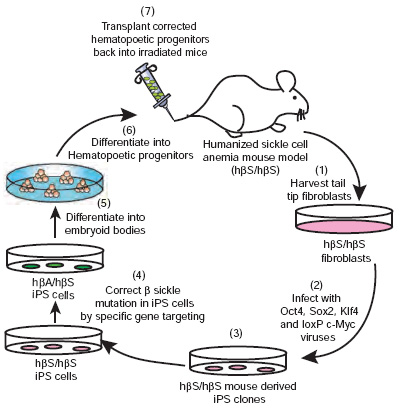 (7)
Transplant corrected
hematopoetic progenitors
back into irradiated mice
Humanized sickle cell
anemia mouse model
(hβS/hβS)
(1)
Harvest tail
tip fibroblasts
hβS/hβS
fibroblasts
(2)
Infect with
Oct4, Sox2, Klf4
and loxP c-Myc
viruses
(3)
hβS/hβS mouse derived
iPS clones
(4)
Correct β sickle
mutation in iPS cells
by specific gene targeting
hβS/hβS
iPS cells
hβA/hβS
iPS cells
(5)
Differentiate into
embryoid bodies
(6)
Differentiate into
Hematopoetic progenitors